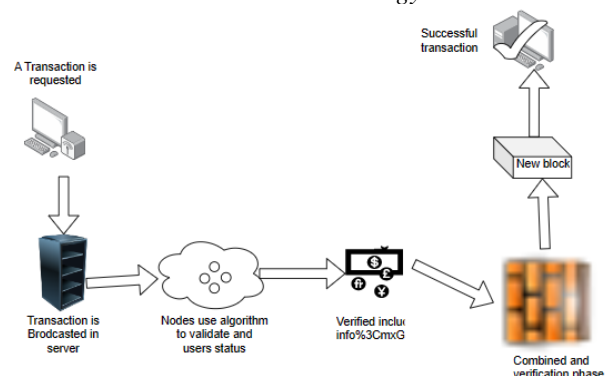 A Transaction is
requested
Transaction is
Brodcasted in
server
Nodes use algorithm
to validate and
users status
Verified
info%3CmxG
Combined and
verification phase
New block
Successful
transaction